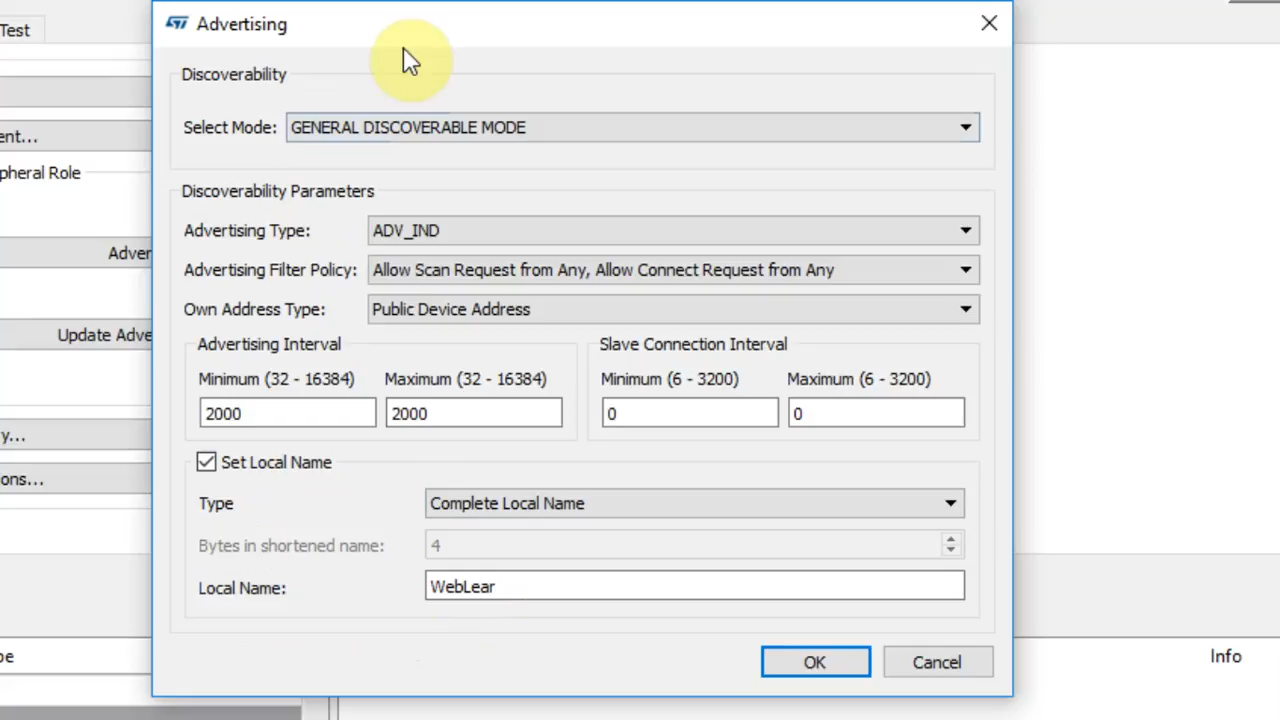 Test
Advertising
Discoverability
Select Mode: GENERAL DISCOVERABLE MODE
ent...
pheral Role
Discoverability Parameters
Advertising Type: ADV_IND
Adver
Advertising Filter Policy: Allow Scan Request from Any, Allow Connect Request from Any
Own Address Type: Public Device Address
Update Adve
Advertising Interval
Slave Connection Interval
Minimum (32 - 16384) Maximum (32 - 16384) Minimum (6 - 3200) Maximum (6 - 3200)
2000 2000 0 0
y...
Set Local Name
ons...
Type Complete Local Name
Bytes in shortened name: 4
Local Name: WebLear
pe
OK Cancel
Info